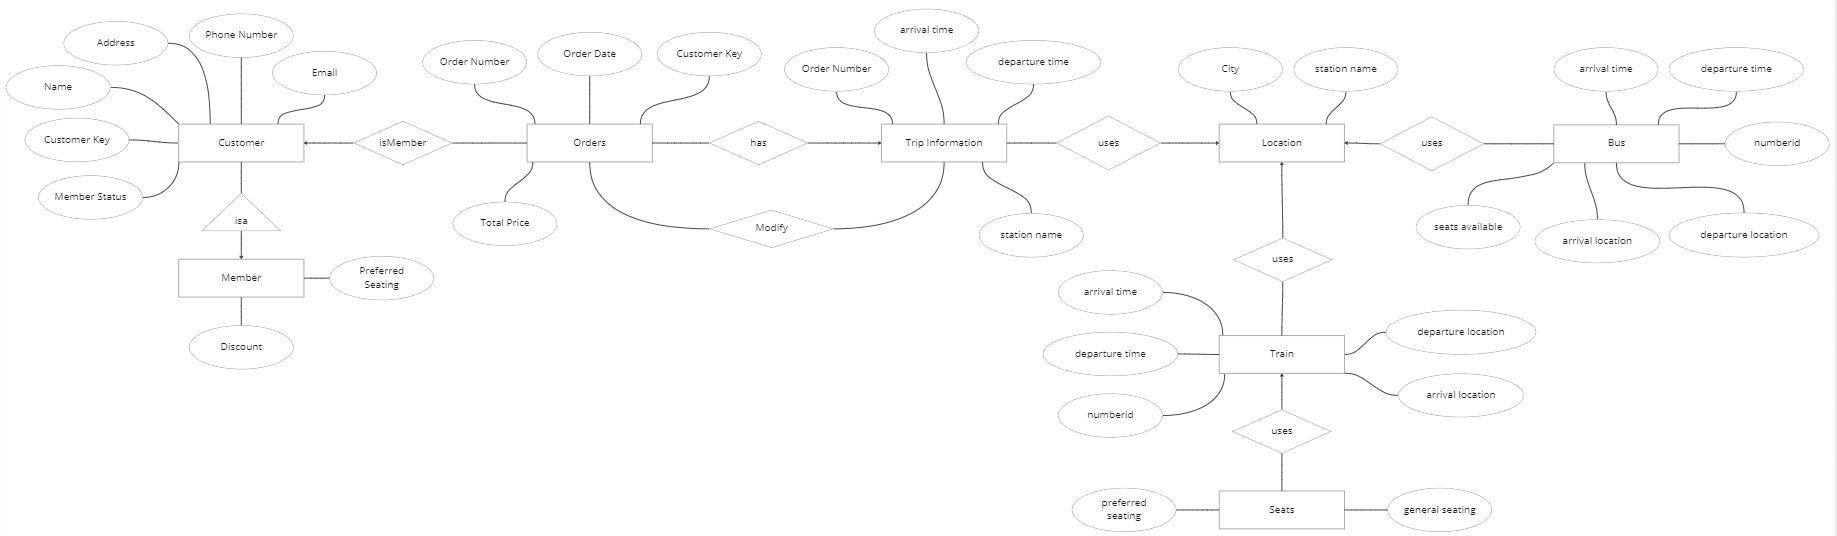 Address
Phone Number
Email
Name
Customer Key
Customer
Member Status
isa
Member
Preferred
Seating
Discount
isMember
Order Number
Order Date
Customer Key
Orders
Total Price
has
Modify
Order Number
arrival time
departure time
Trip Information
station name
uses
City
station name
Location
uses
arrival time
departure time
Bus
numberid
seats available
arrival location
departure location
uses
arrival time
departure time
numberid
Train
departure location
arrival location
uses
preferred
seating
Seats
general seating